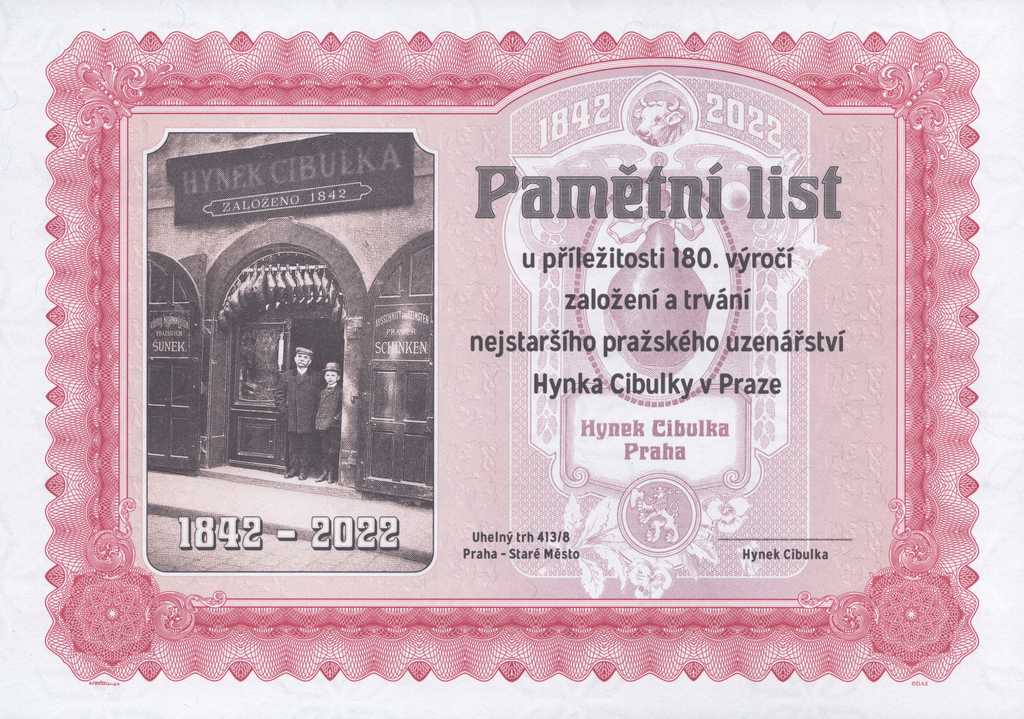 1842 2022
HYNEK CIBULKA
ZALOŽENO 1842
Pamětní list
u příležitosti 180. výročí
založení a trvání
nejstaršího pražského uzenářství
Hynka Cibulky v Praze
Hynek Cibulka
Praha
ŠUNEK
SCHINKEN
1842 - 2022
Uhelný trh 413/8
Praha - Staré Město
Hynek Cibulka